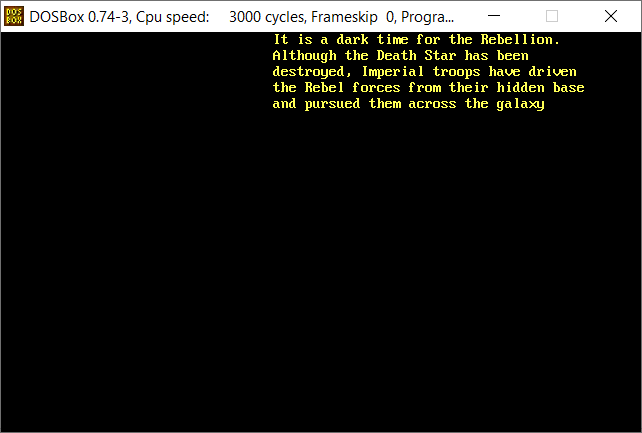 DOS
BOX
DOSBox 0.74-3, Cpu speed: 3000 cycles, Frameskip 0, Progra...
It is a dark time for the Rebellion.
Although the Death Star has been
destroyed, Imperial troops have driven
the Rebel forces from their hidden base
and pursued them across the galaxy